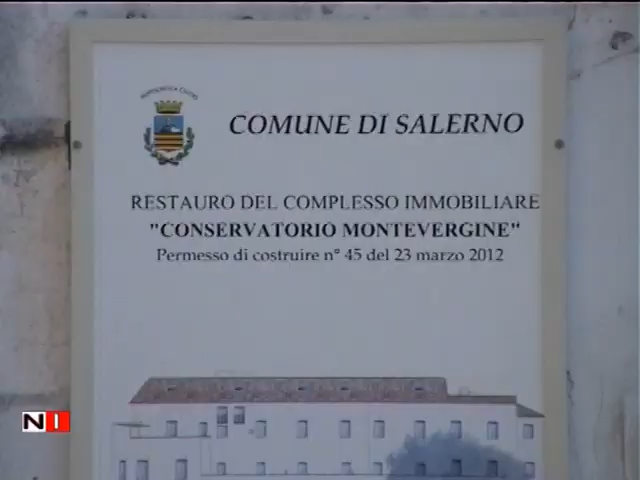 COMUNE DI SALERNO
RESTAURO DEL COMPLESSO IMMOBILIARE
"CONSERVATORIO MONTEVERGINE"
Permesso di costruire n° 45 del 23 marzo 2012
NI